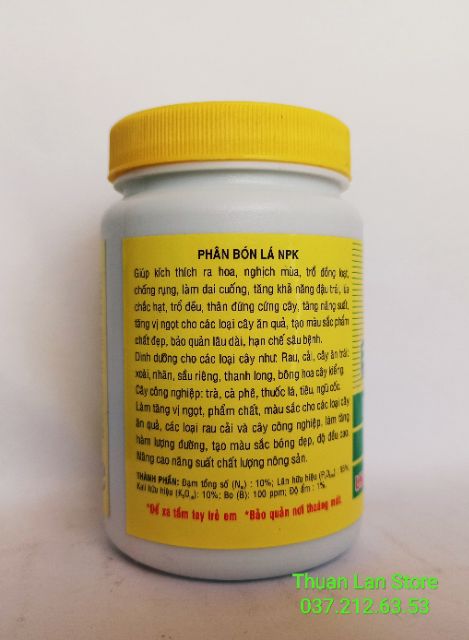 PHÂN BÓN LÁ NPK
Giúp kích thích ra hoa, nghịch mùa, trổ đồng loạt,
chống rụng, làm dai cuống, tăng khả năng đậu trái, lúa
chắc hạt, trổ đều, thân đứng cứng cây, tăng năng suất,
tăng vị ngọt cho các loại cây ăn quả, tạo màu sắc phẩm
chất đẹp, bảo quản lâu dài, hạn chế sâu bệnh.
Dinh dưỡng cho các loại cây như: Rau, cải, cây ăn trái:
xoài, nhãn, sầu riêng, thanh long, bông hoa cây kiểng.
Cây công nghiệp: trà, cà phê, thuốc lá, tiêu, ngũ cốc.
Làm tăng vị ngọt, phẩm chất, màu sắc cho các loại cây
ăn quả, các loại rau cải và cây công nghiệp, làm tăng
hàm lượng đường, tạo màu sắc bóng đẹp, độ đều cao.
Nâng cao năng suất chất lượng nông sản.
THÀNH PHẦN: Đạm tổng số (Nts) : 10%; Lân hữu hiệu (P₂O₅hh) : 55%;
Kali hữu hiệu (K₂Ohh): 10%; Bo (B): 100 ppm; Độ ẩm : 1%.
*Để xa tầm tay trẻ em *Bảo quản nơi thoáng mát.
Thuan Lan Store
037.212.63.53